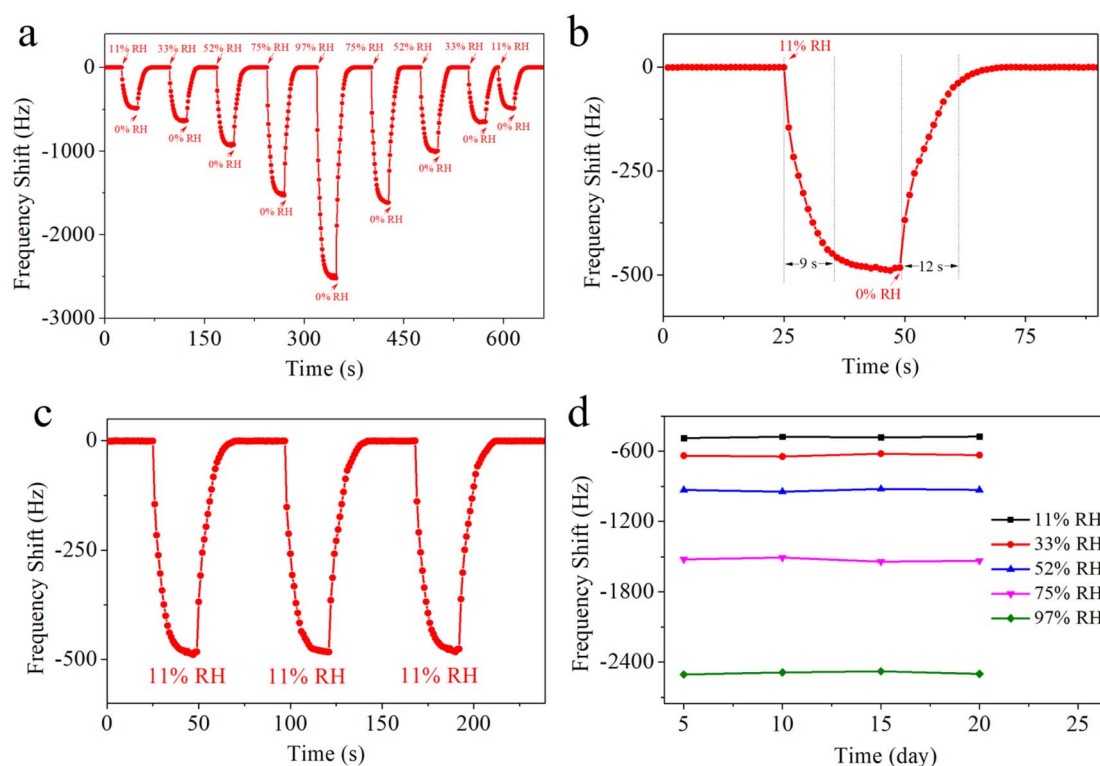 a
11% RH 33% RH 52% RH 75% RH 97% RH 75% RH 52% RH 33% RH 11% RH
0% RH 0% RH 0% RH 0% RH 0% RH 0% RH 0% RH 0% RH 0% RH
0
-1000
-2000
-3000
Frequency Shift (Hz)
0 150 300 450 600
Time (s)
b
11% RH
9 s 12 s
0% RH
0
-250
-500
Frequency Shift (Hz)
0 25 50 75
Time (s)
c
0
-250
-500
Frequency Shift (Hz)
11% RH 11% RH 11% RH
0 50 100 150 200
Time (s)
d
-600
-1200
-1800
-2400
Frequency Shift (Hz)
11% RH
33% RH
52% RH
75% RH
97% RH
5 10 15 20 25
Time (day)